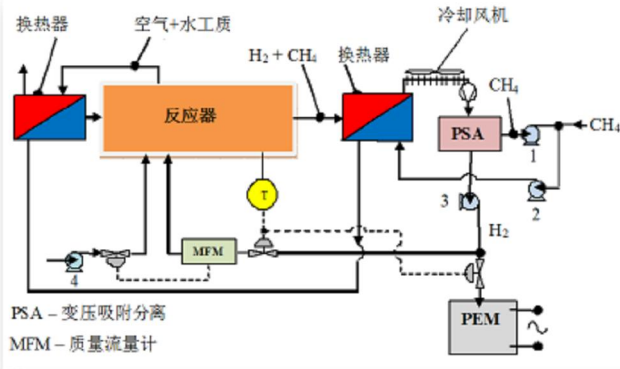 换热器
空气+水工质
冷却风机
H₂ + CH₄
换热器
CH₄
反应器
PSA
CH₄
1
τ
3
2
H₂
MFM
4
PSA – 变压吸附分离
PEM
MFM – 质量流量计